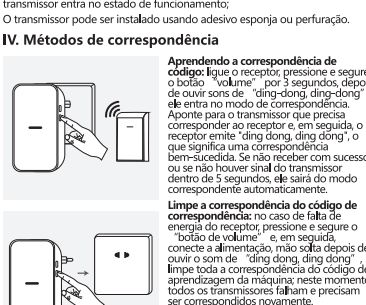 transmissor entra no estado de funcionamento;
O transmissor pode ser instalado usando adesivo esponja ou perfuração.
IV. Métodos de correspondência
Aprendendo a correspondência do
código: ligue o receptor, pressione e segure
o botão "volume" por 3 segundos, depo
de ouvir sons de "ding-dong, ding-dong"
ele entra no modo de correspondência.
Aponte para o transmissor que precisa
corresponder ao receptor e, em seguida, o
receptor emite "ding dong, ding dong", o
que significa uma correspondência
bem-sucedida. Se não receber com sucesso
ou se não houver sinal do transmissor
dentro de 5 segundos, ele sairá do modo
correspondente automaticamente.
Limpe a correspondência do código de
correspondência: no caso de falta de
energia do receptor, pressione e segure o
"botão de volume" e, em seguida,
conecte a alimentação, mão solta depois de
ouvir o som de "ding dong, ding dong",
limpe toda a correspondência do código de
aprendizagem da máquina; neste momento
todos os transmissores falham e precisam
ser correspondidos novamente.